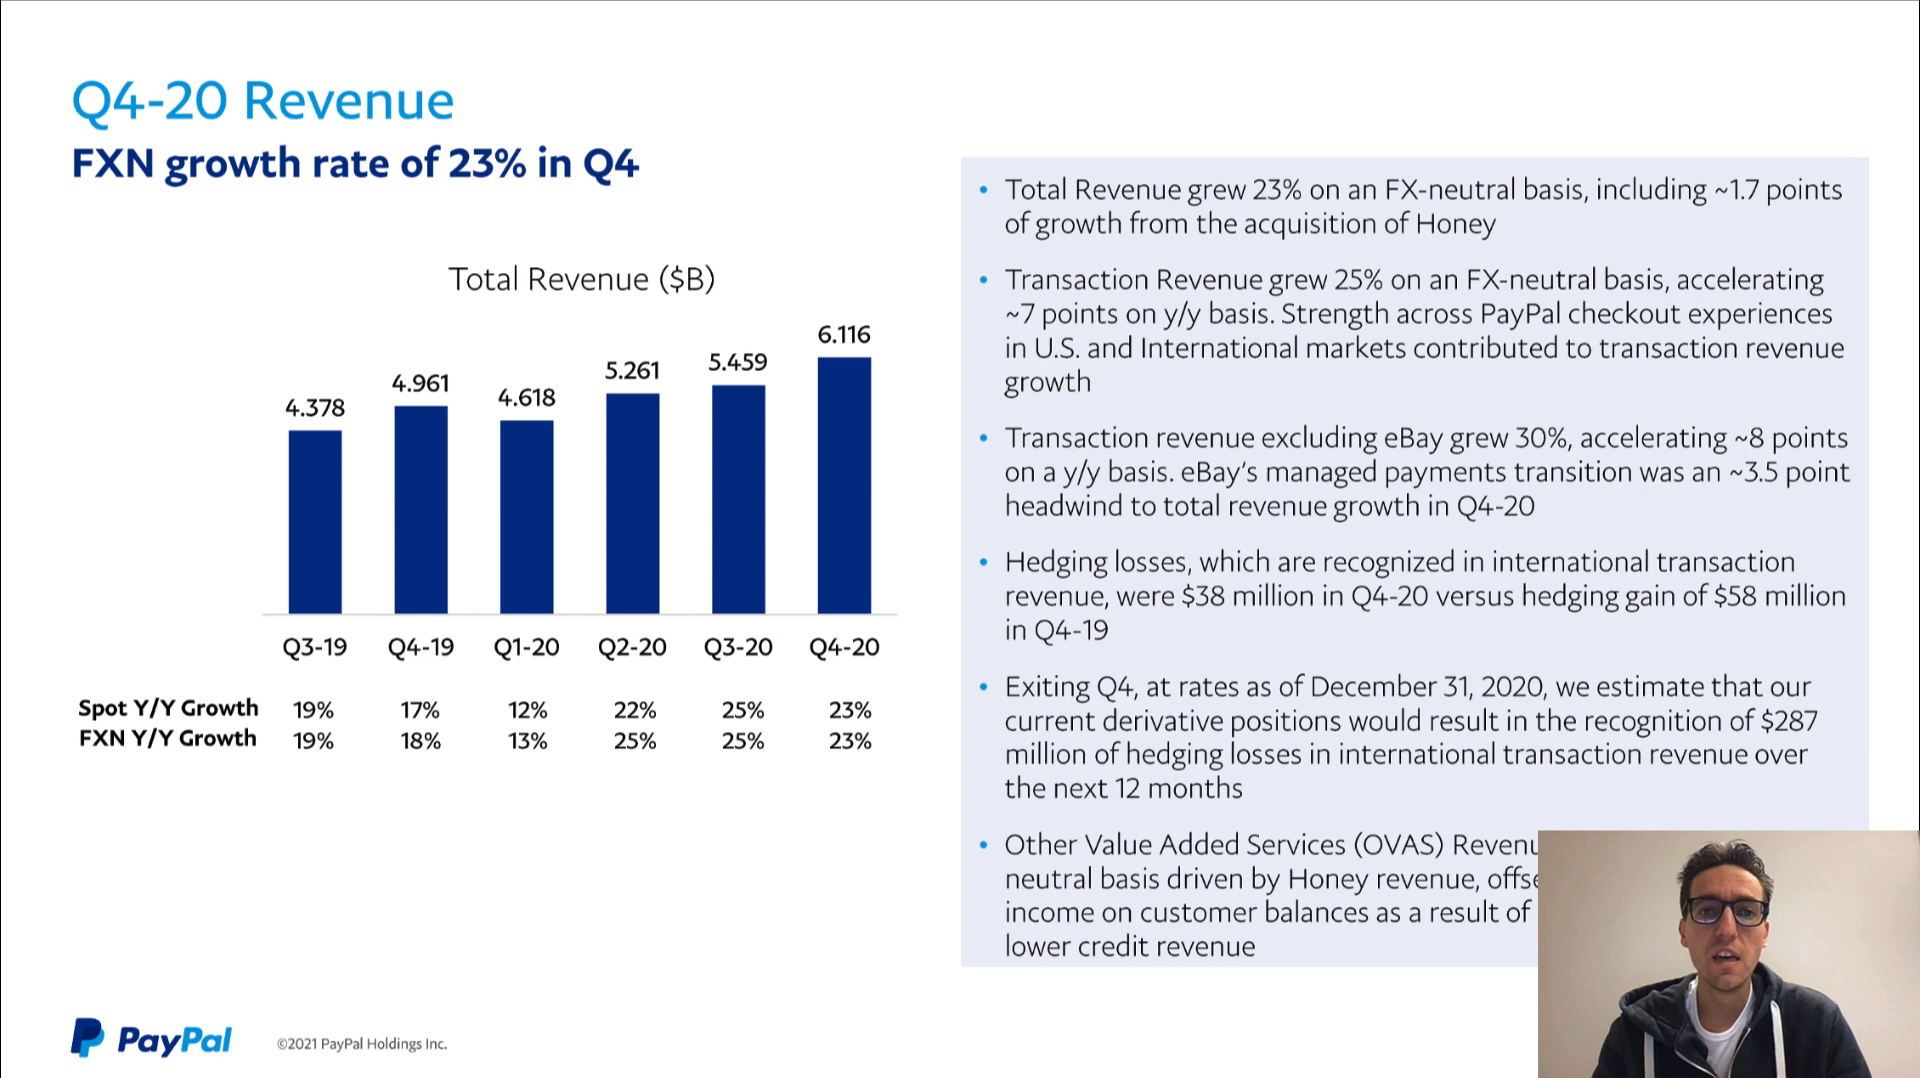 Q4-20 Revenue
FXN growth rate of 23% in Q4
Total Revenue ($B)
4.378 4.961 4.618 5.261 5.459 6.116
Q3-19 Q4-19 Q1-20 Q2-20 Q3-20 Q4-20
Spot Y/Y Growth 19% 17% 12% 22% 25% 23%
FXN Y/Y Growth 19% 18% 13% 25% 25% 23%
• Total Revenue grew 23% on an FX-neutral basis, including ~1.7 points
of growth from the acquisition of Honey
• Transaction Revenue grew 25% on an FX-neutral basis, accelerating
~7 points on y/y basis. Strength across PayPal checkout experiences
in U.S. and International markets contributed to transaction revenue
growth
• Transaction revenue excluding eBay grew 30%, accelerating ~8 points
on a y/y basis. eBay's managed payments transition was an ~3.5 point
headwind to total revenue growth in Q4-20
• Hedging losses, which are recognized in international transaction
revenue, were $38 million in Q4-20 versus hedging gain of $58 million
in Q4-19
• Exiting Q4, at rates as of December 31, 2020, we estimate that our
current derivative positions would result in the recognition of $287
million of hedging losses in international transaction revenue over
the next 12 months
• Other Value Added Services (OVAS)
neutral basis driven by Honey revenue,
income on customer balances as a result of
lower credit revenue
PayPal
©2021 PayPal Holdings Inc.